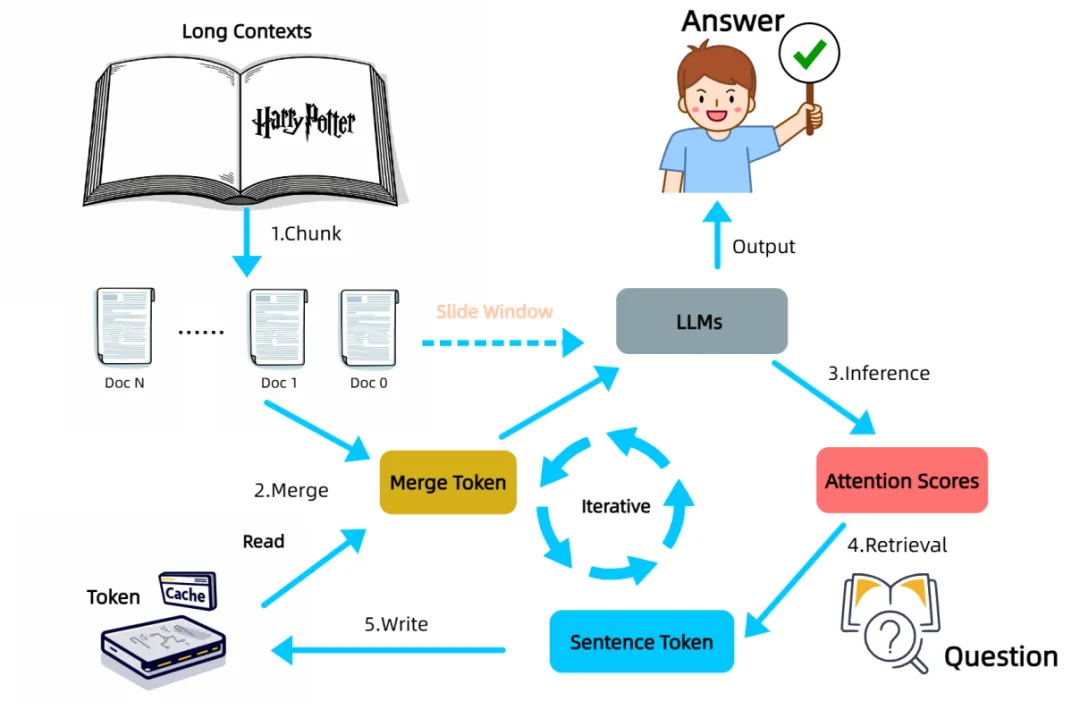 Long Contexts
Answer
Harry Potter
1.Chunk
Output
Slide Window
LLMs
Doc N
......
Doc 1
Doc 0
3.Inference
2.Merge
Merge Token
Iterative
Attention Scores
Read
4.Retrieval
Token
Cache
5.Write
Sentence Token
?
Question